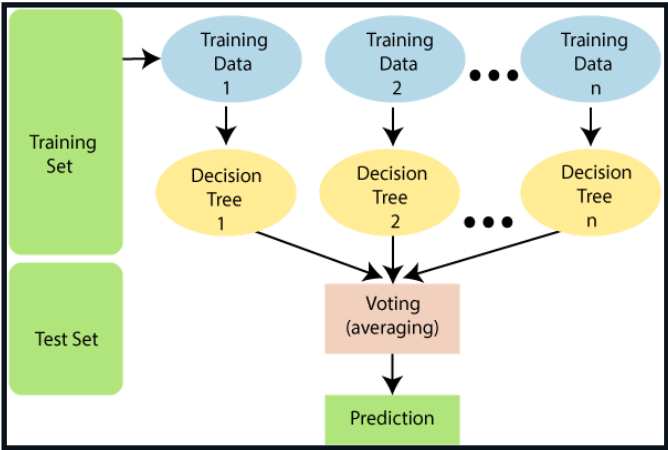 Training
Set
Test Set
Training
Data
1
Training
Data
2
Training
Data
n
Decision
Tree
1
Decision
Tree
2
Decision
Tree
n
Voting
(averaging)
Prediction